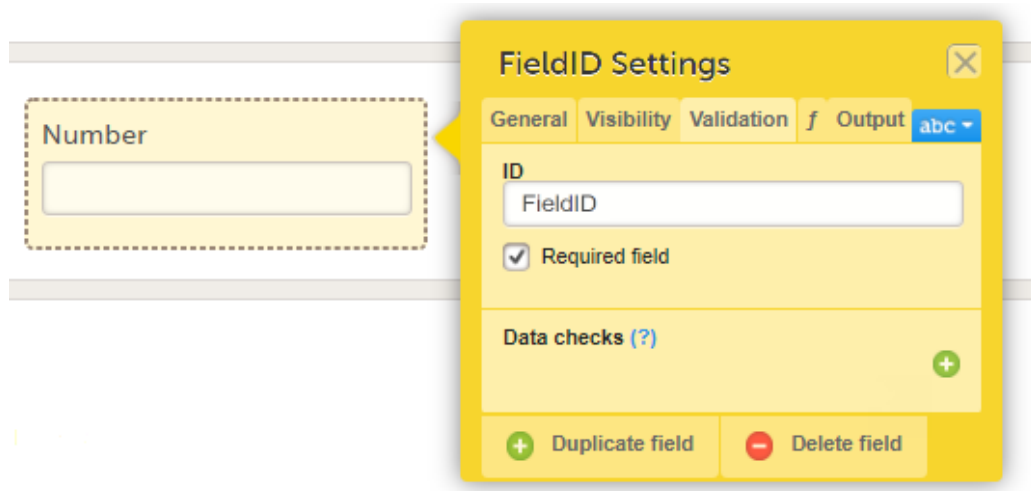 FieldID Settings
Number
General Visibility Validation f Output abc
ID
FieldID
Required field
Data checks (?)
Duplicate field Delete field